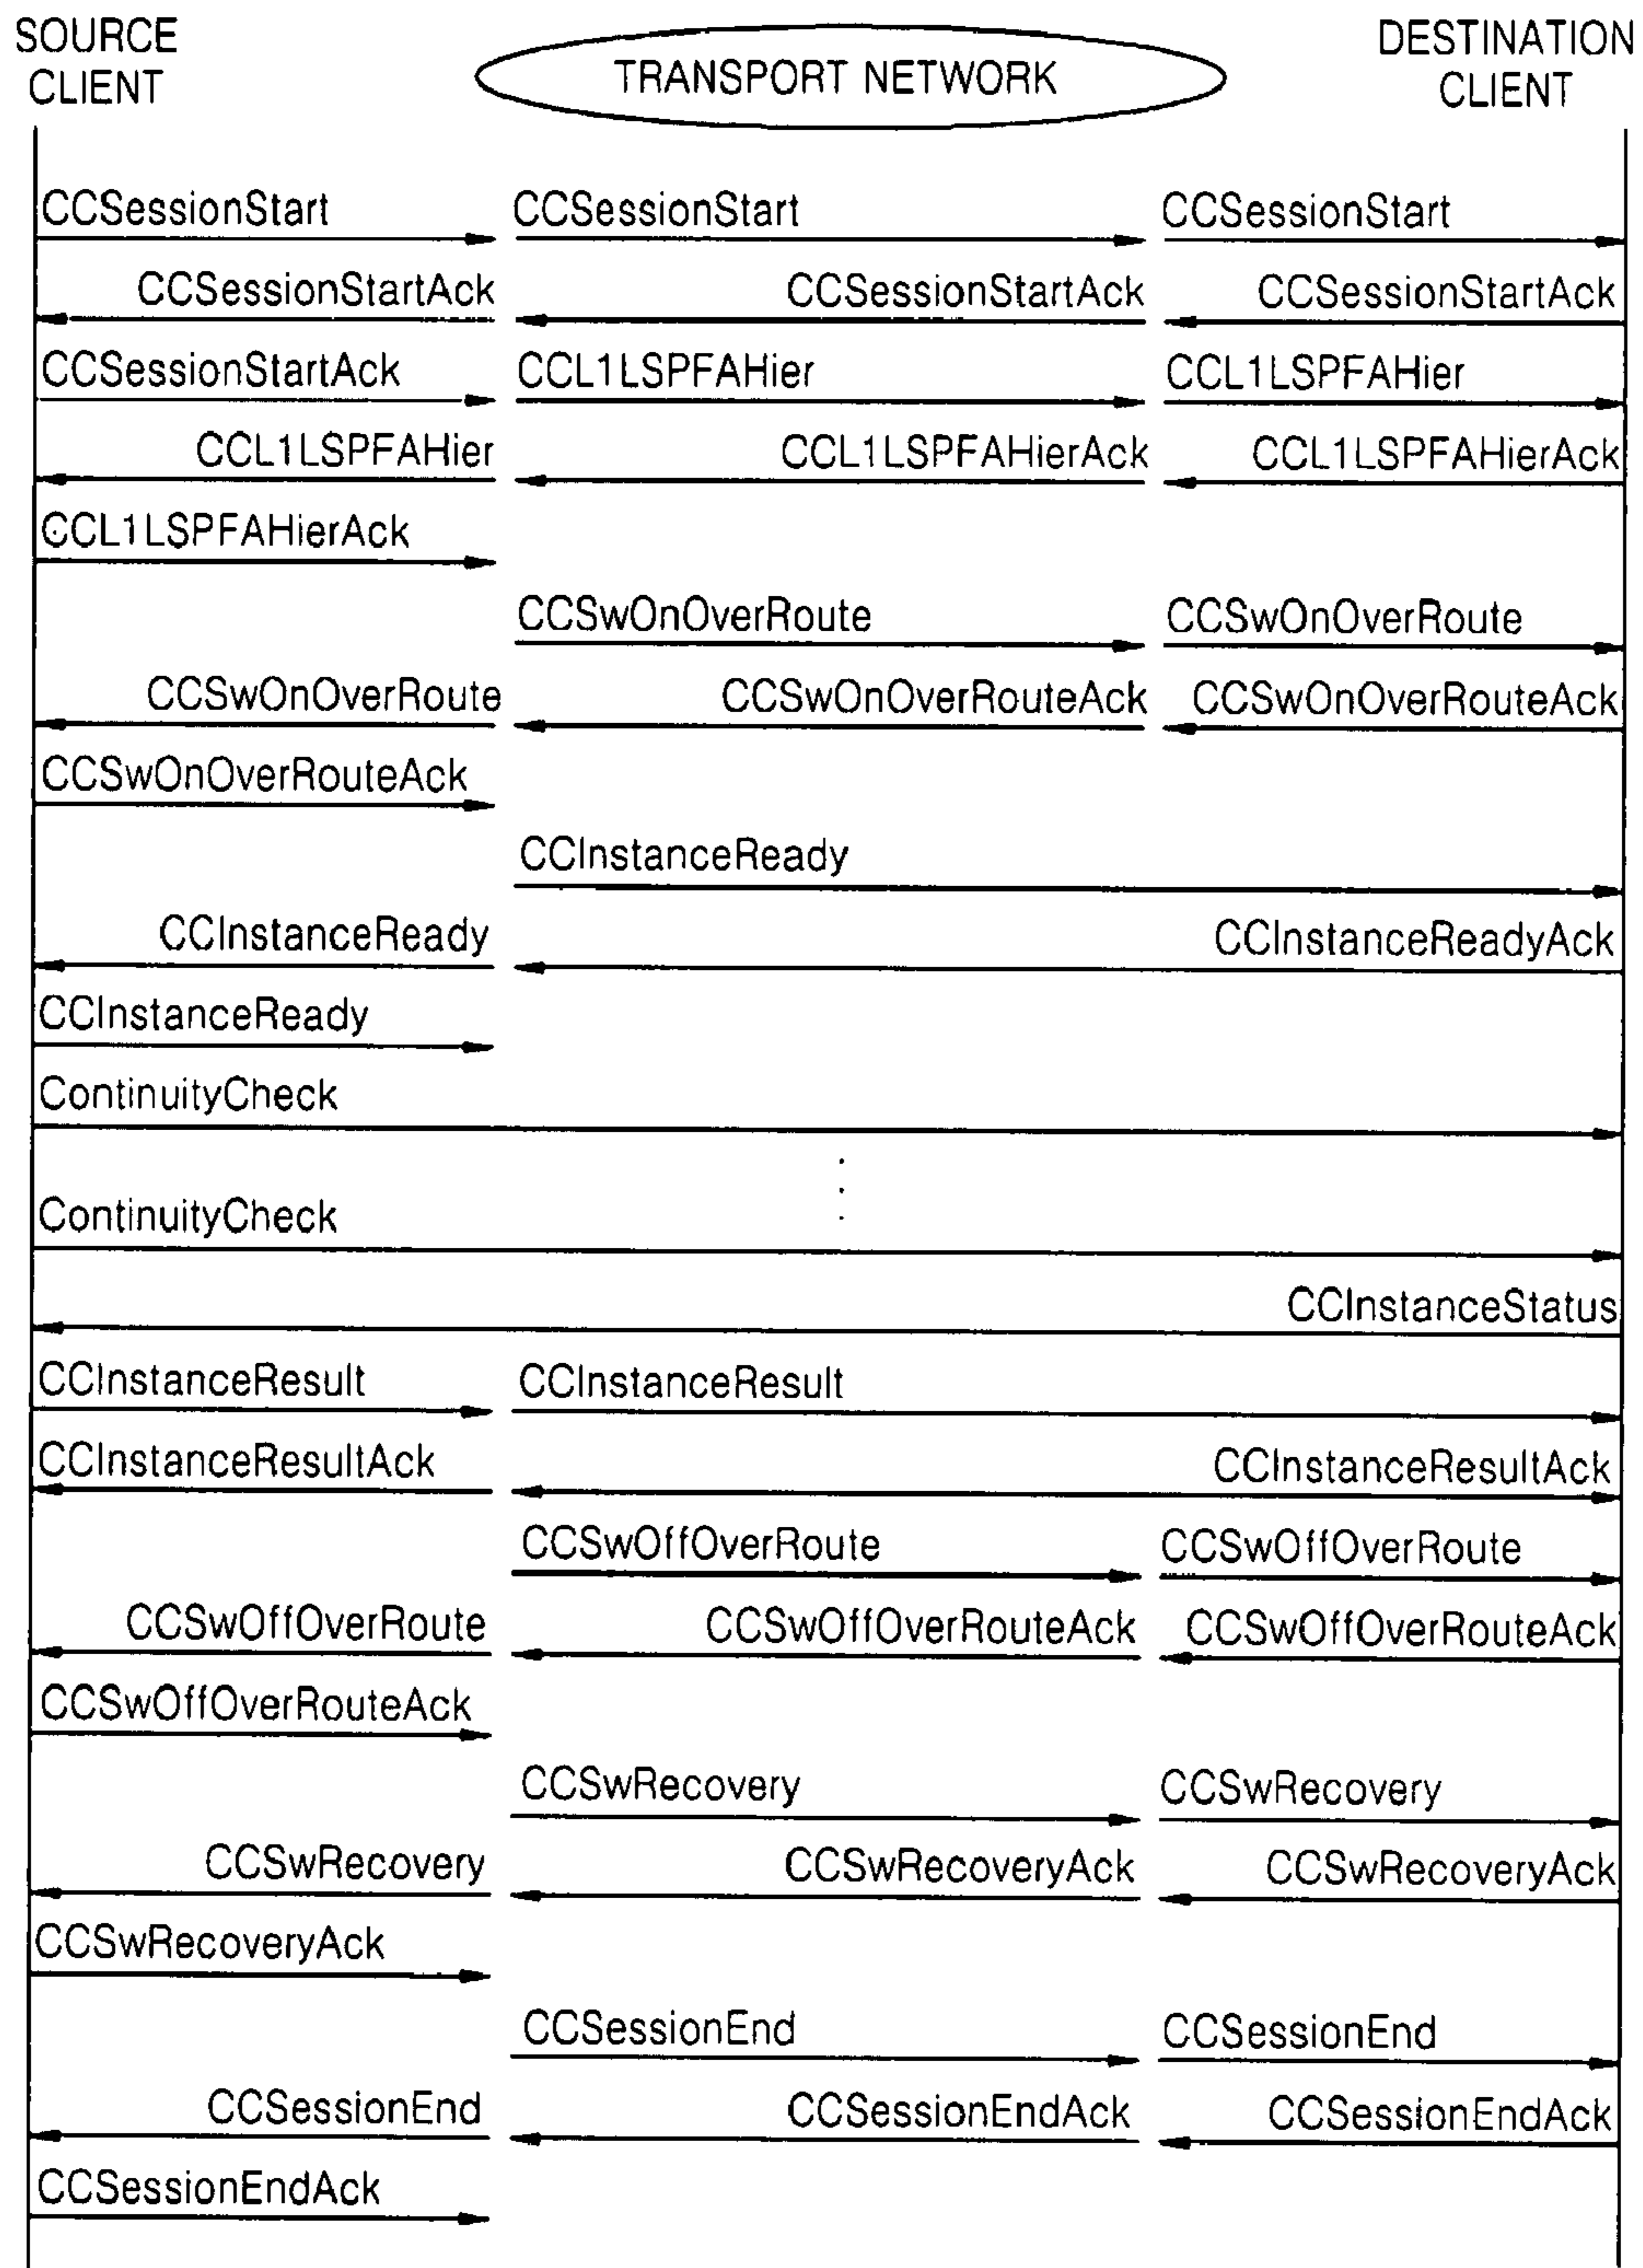 SOURCE
CLIENT
TRANSPORT NETWORK
DESTINATION
CLIENT
CCSessionStart CCSessionStart CCSessionStart
CCSessionStartAck CCSessionStartAck CCSessionStartAck
CCSessionStartAck CCL1LSPFAHier CCL1LSPFAHier
CCL1LSPFAHier CCL1LSPFAHierAck CCL1LSPFAHierAck
CCL1LSPFAHierAck
CCSwOnOverRoute CCSwOnOverRoute
CCSwOnOverRoute CCSwOnOverRouteAck CCSwOnOverRouteAck
CCSwOnOverRouteAck
CCInstanceReady
CCInstanceReady CCInstanceReadyAck
CCInstanceReady
ContinuityCheck
ContinuityCheck
CCInstanceStatus
CCInstanceResult CCInstanceResult
CCInstanceResultAck CCInstanceResultAck
CCSwOffOverRoute CCSwOffOverRoute
CCSwOffOverRoute CCSwOffOverRouteAck CCSwOffOverRouteAck
CCSwOffOverRouteAck
CCSwRecovery CCSwRecovery
CCSwRecovery CCSwRecoveryAck CCSwRecoveryAck
CCSwRecoveryAck
CCSessionEnd CCSessionEnd
CCSessionEnd CCSessionEndAck CCSessionEndAck
CCSessionEndAck